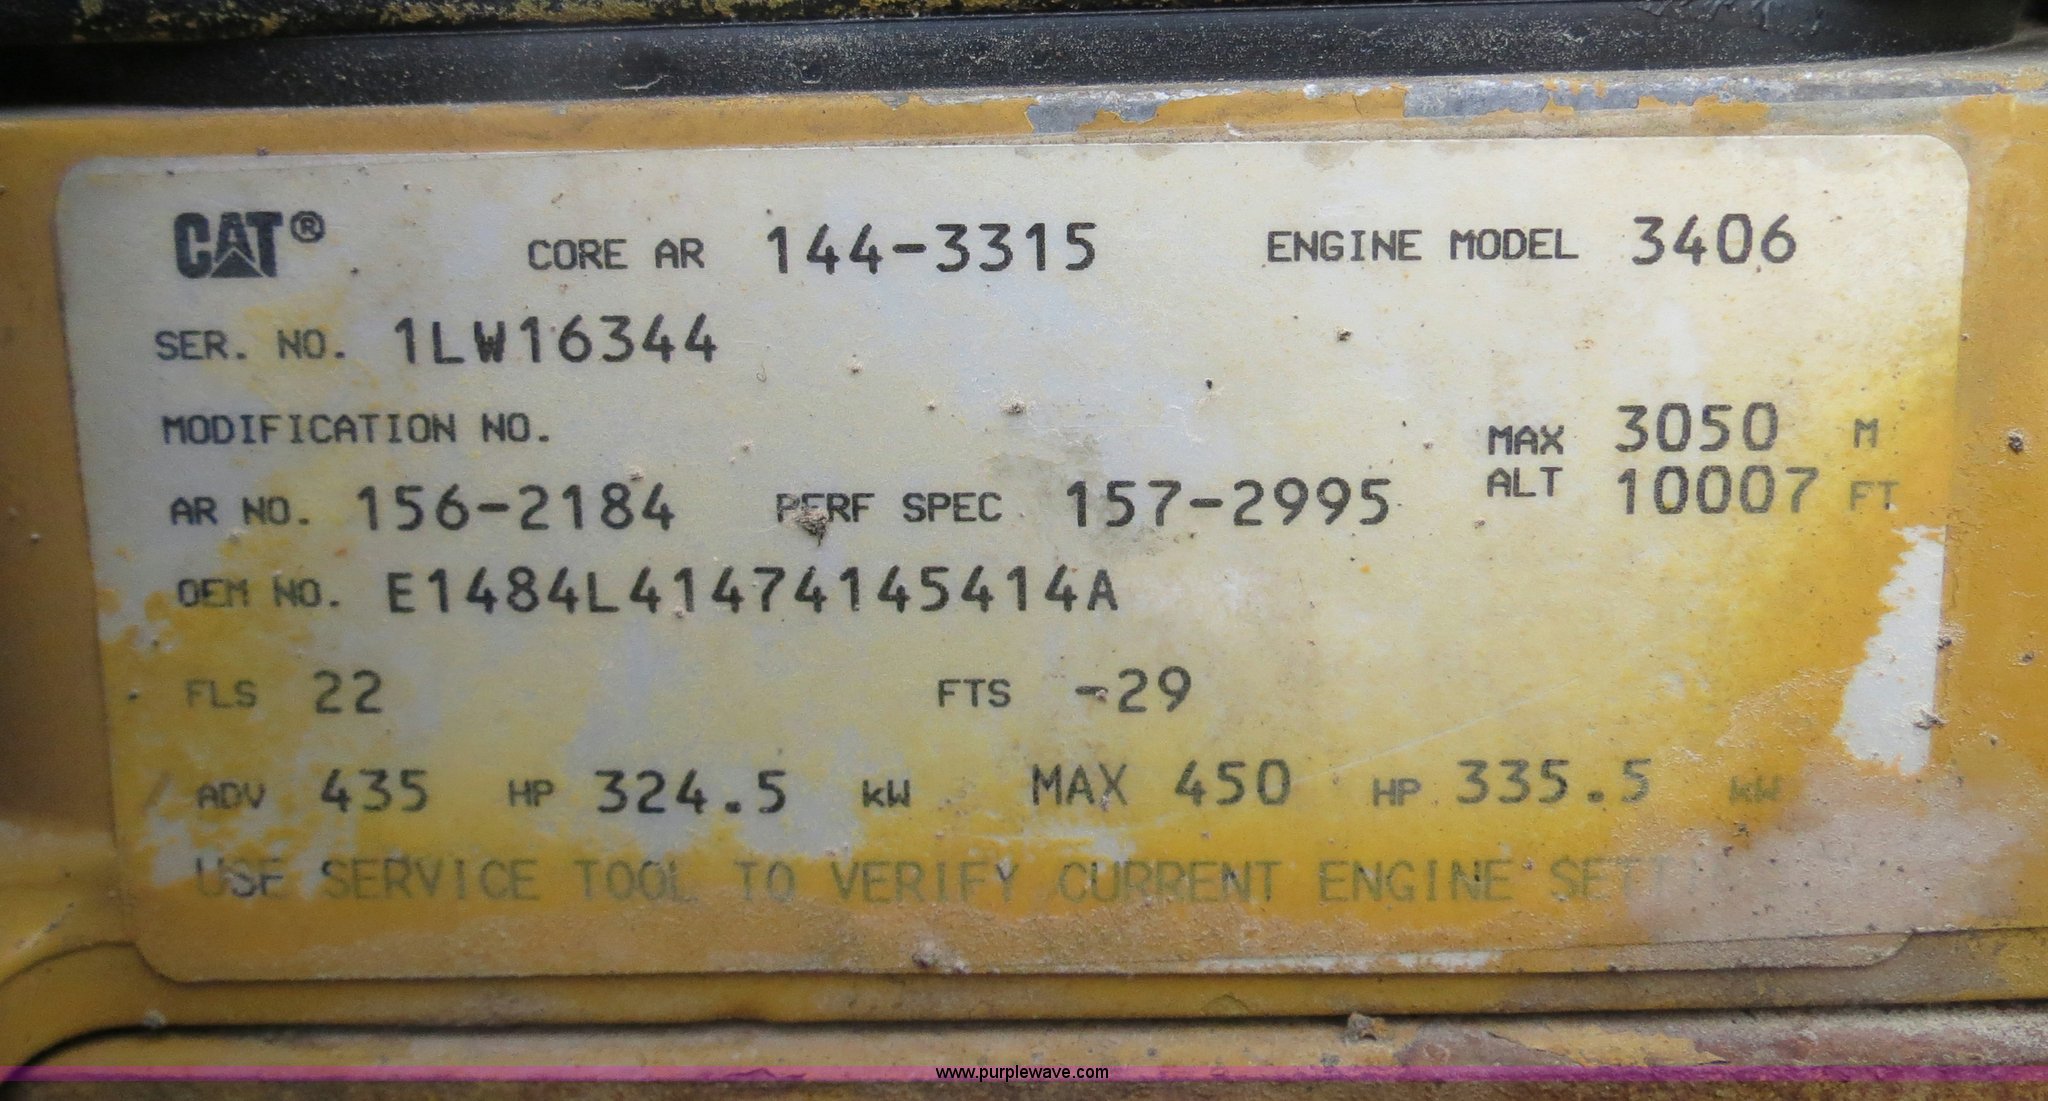 CAT® CORE AR 144-3315 ENGINE MODEL 3406
SER. NO. 1LW16344
MODIFICATION NO.
MAX ALT 3050 M
10007 FT
AR NO. 156-2184 PERF SPEC 157-2995
OEM NO. E1484L41474145414A
FLS 22 FTS -29
ADV 435 HP 324.5 kW MAX 450 HP 335.5 kW
USE SERVICE TOOL TO VERIFY CURRENT ENGINE
www.purplewave.com